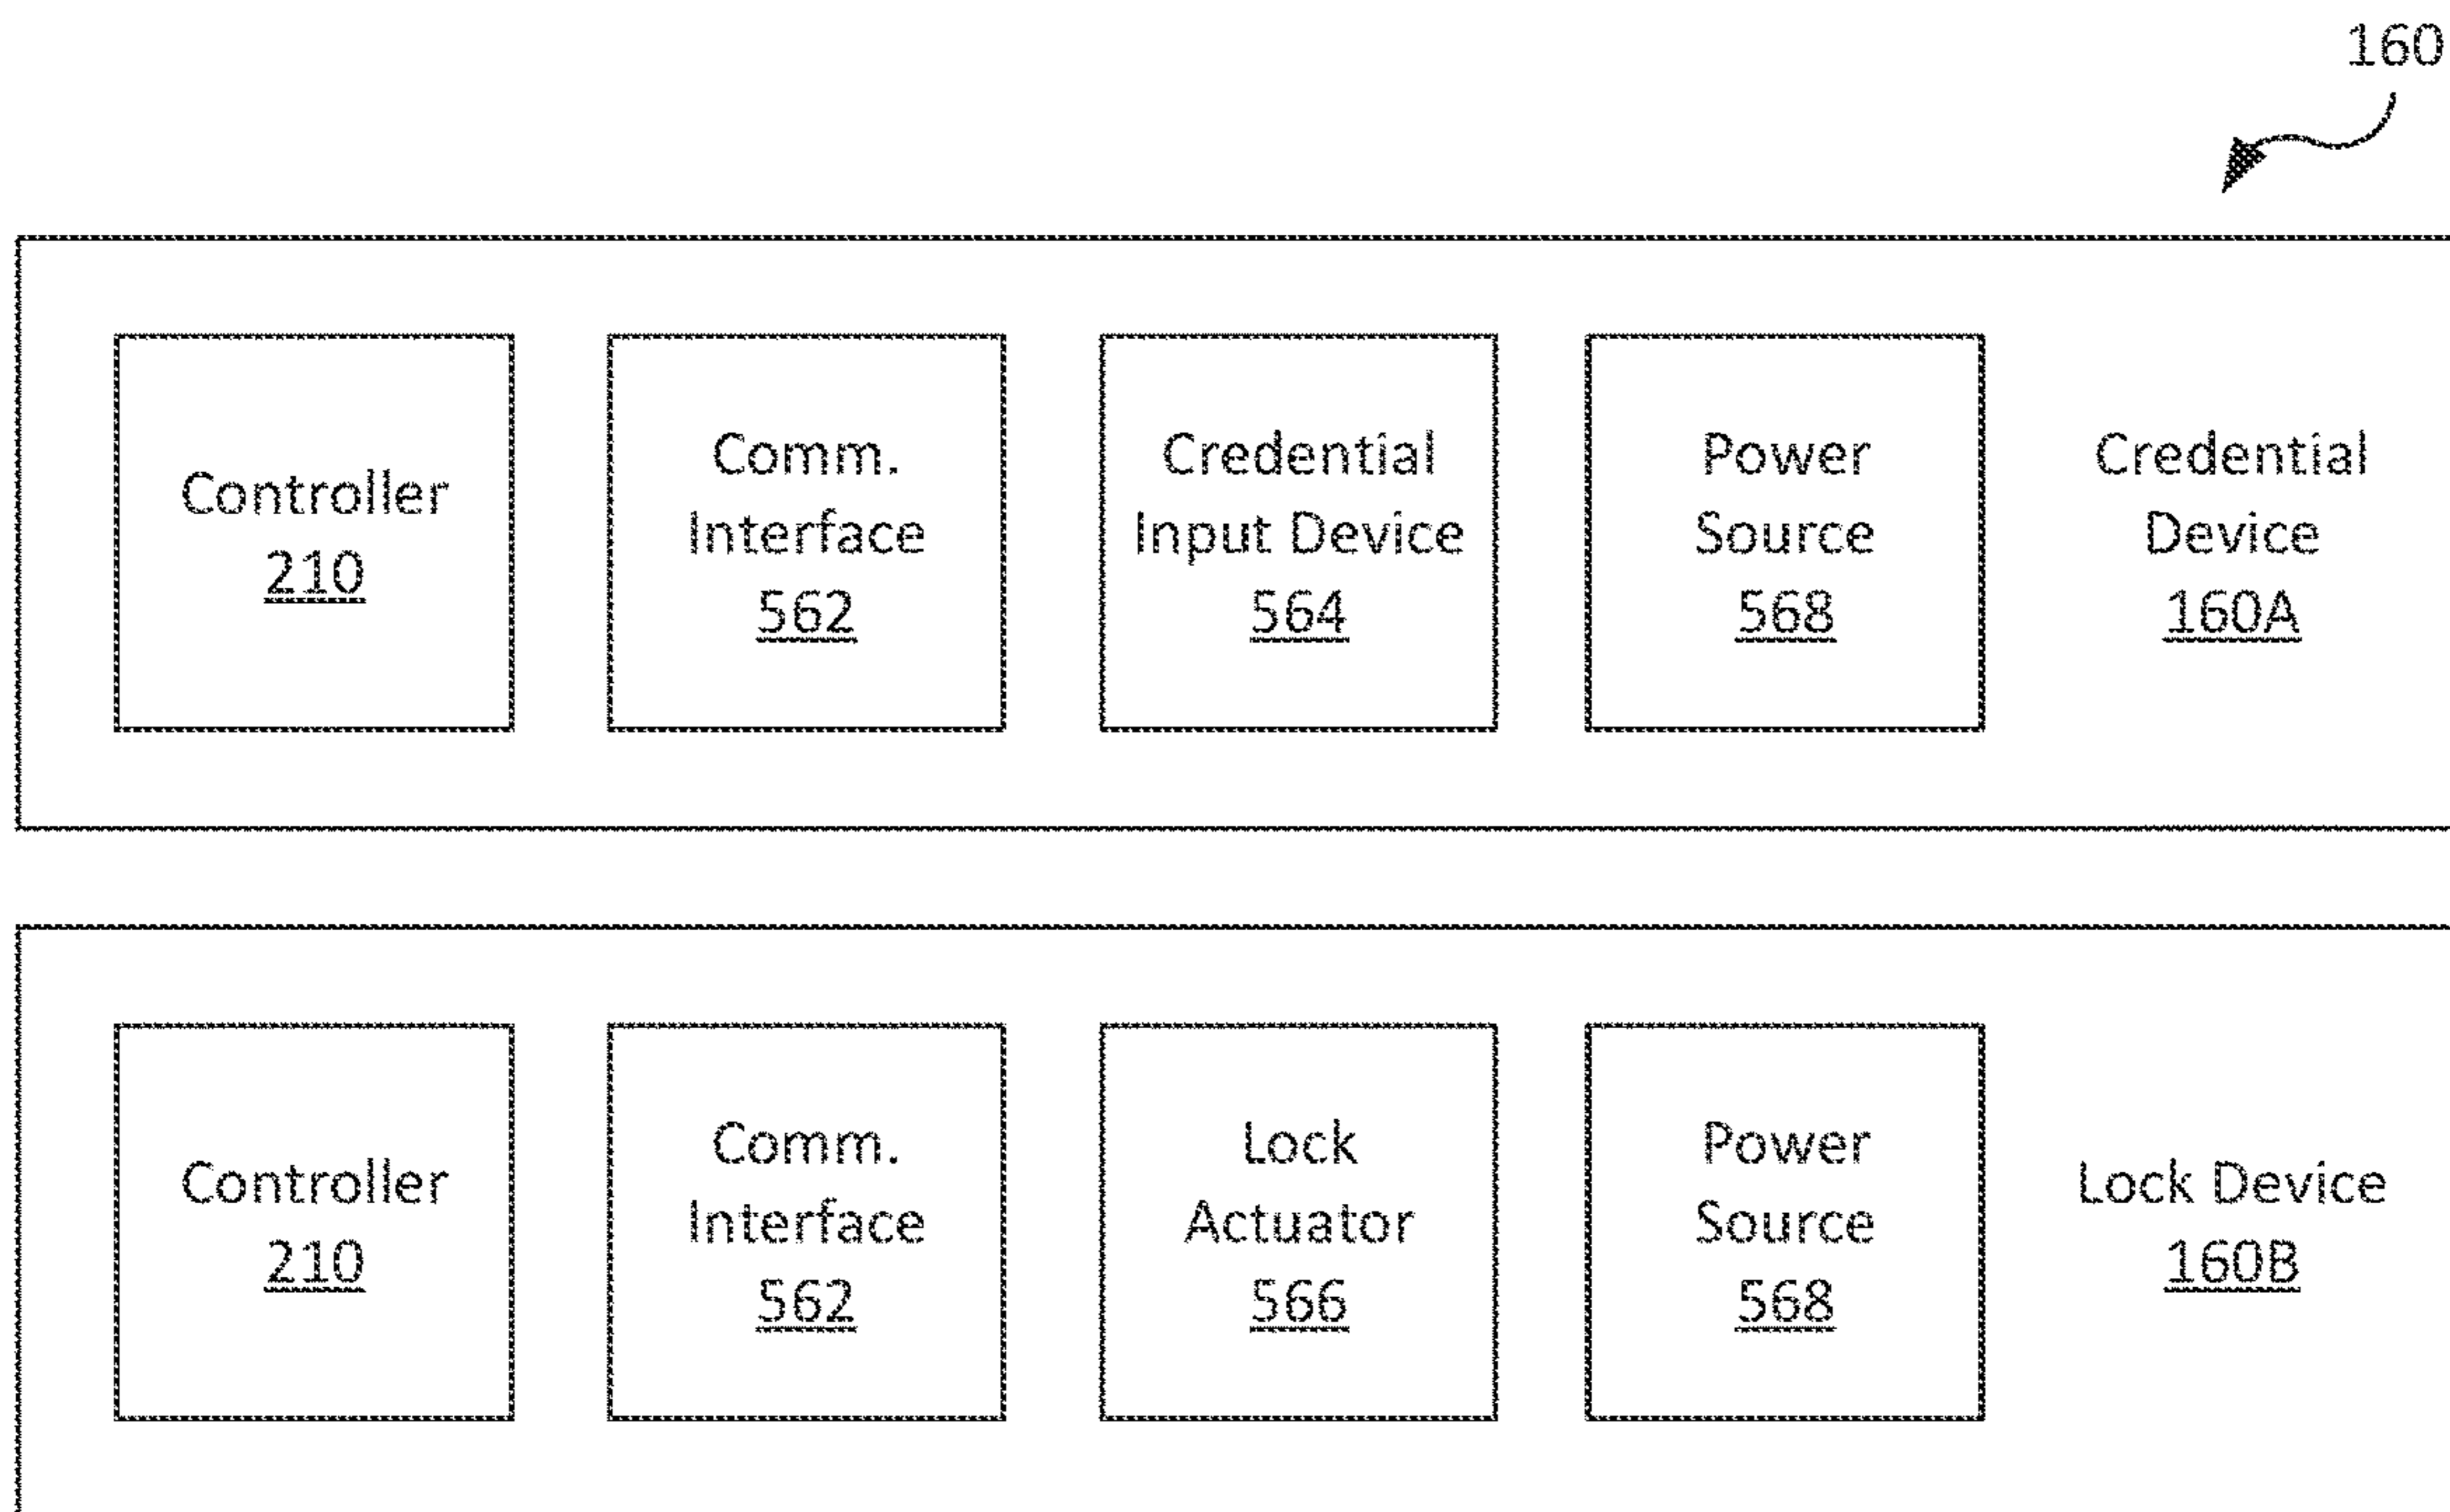 160
Controller
210
Comm.
Interface
562
Credential
Input Device
564
Power
Source
568
Credential
Device
160A
Controller
210
Comm.
Interface
562
Lock
Actuator
566
Power
Source
568
Lock Device
160B